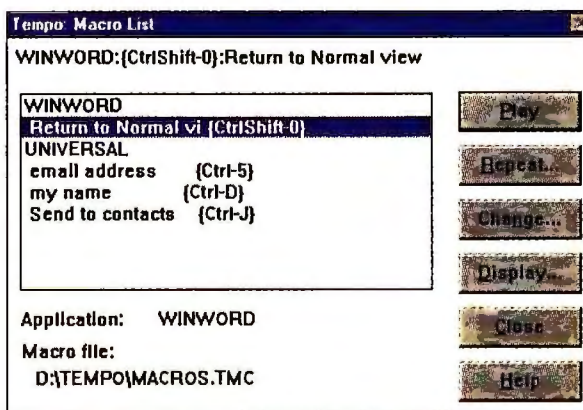 Tempo: Macro List
WINWORD:{CtrlShift-0}:Return to Normal view
WINWORD
Return to Normal vi {CtrlShift-0}
UNIVERSAL
email address {Ctrl-5}
my name {Ctrl-D}
Send to contacts {Ctrl-J}
Play
Repeat...
Change...
Display...
Close
Help
Application: WINWORD
Macro file:
D:\TEMPO\MACROS.TMC